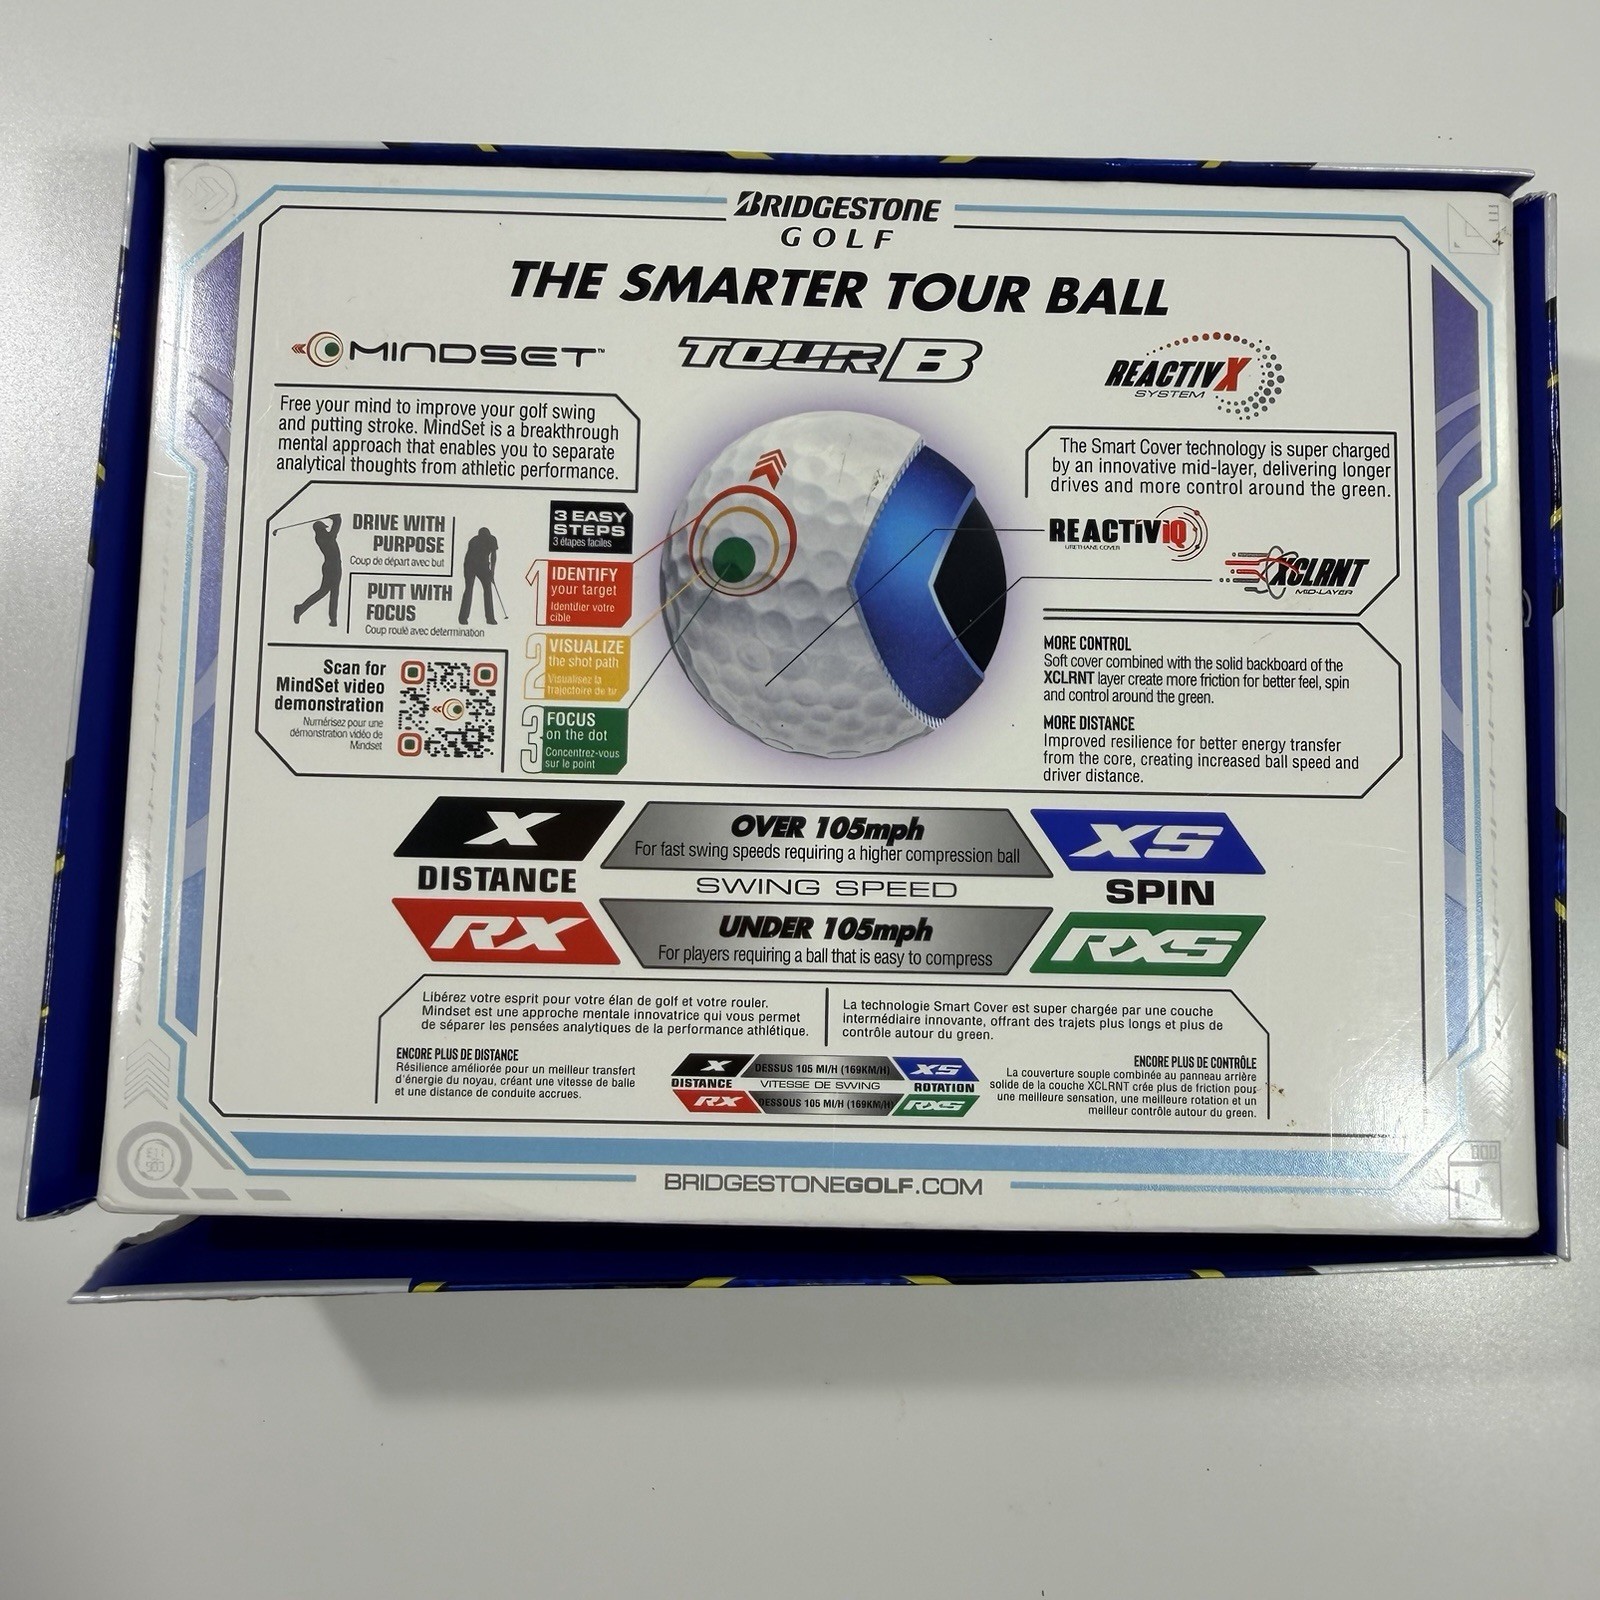 BRIDGESTONE
GOLF
THE SMARTER TOUR BALL
MINDSET™
TOUR B
REACTIVX
SYSTEM
Free your mind to improve your golf swing
and putting stroke. MindSet is a breakthrough
mental approach that enables you to separate
analytical thoughts from athletic performance.
DRIVE WITH
PURPOSE
Coup de départ avec but
PUTT WITH
FOCUS
Coup roulé avec determination
Scan for
MindSet video
demonstration
Numérisez pour une
démonstration vidéo de
Mindset
3 EASY
STEPS
3 étapes faciles
1 IDENTIFY
your target
Identifier votre
cible
2 VISUALIZE
the shot path
Visualisez la
trajectoire de tir
3 FOCUS
on the dot
Concentrez-vous
sur le point
The Smart Cover technology is super charged
by an innovative mid-layer, delivering longer
drives and more control around the green.
REACTIV iQ
URETHANE COVER
XCLRNT
MID-LAYER
MORE CONTROL
Soft cover combined with the solid backboard of the
XCLRNT layer create more friction for better feel, spin
and control around the green.
MORE DISTANCE
Improved resilience for better energy transfer
from the core, creating increased ball speed and
driver distance.
X
OVER 105mph
For fast swing speeds requiring a higher compression ball
XS
DISTANCE
SWING SPEED
SPIN
RX
UNDER 105mph
For players requiring a ball that is easy to compress
RXS
Libérez votre esprit pour votre élan de golf et votre rouler.
Mindset est une approche mentale innovatrice qui vous permet
de séparer les pensées analytiques de la performance athlétique.
La technologie Smart Cover est super chargée par une couche
intermédiaire innovante, offrant des trajets plus longs et plus de
contrôle autour du green.
ENCORE PLUS DE DISTANCE
Résilience améliorée pour un meilleur transfert
d'énergie du noyau, créant une vitesse de balle
et une distance de conduite accrues.
X
DESSUS 105 MI/H (169KM/H)
XS
DISTANCE
VITESSE DE SWING
ROTATION
RX
DESSOUS 105 MI/H (169KM/H)
RXS
ENCORE PLUS DE CONTRÔLE
La couverture souple combinée au panneau arrière
solide de la couche XCLRNT crée plus de friction pour
une meilleure sensation, une meilleure rotation et un
meilleur contrôle autour du green.
BRIDGESTONEGOLF.COM